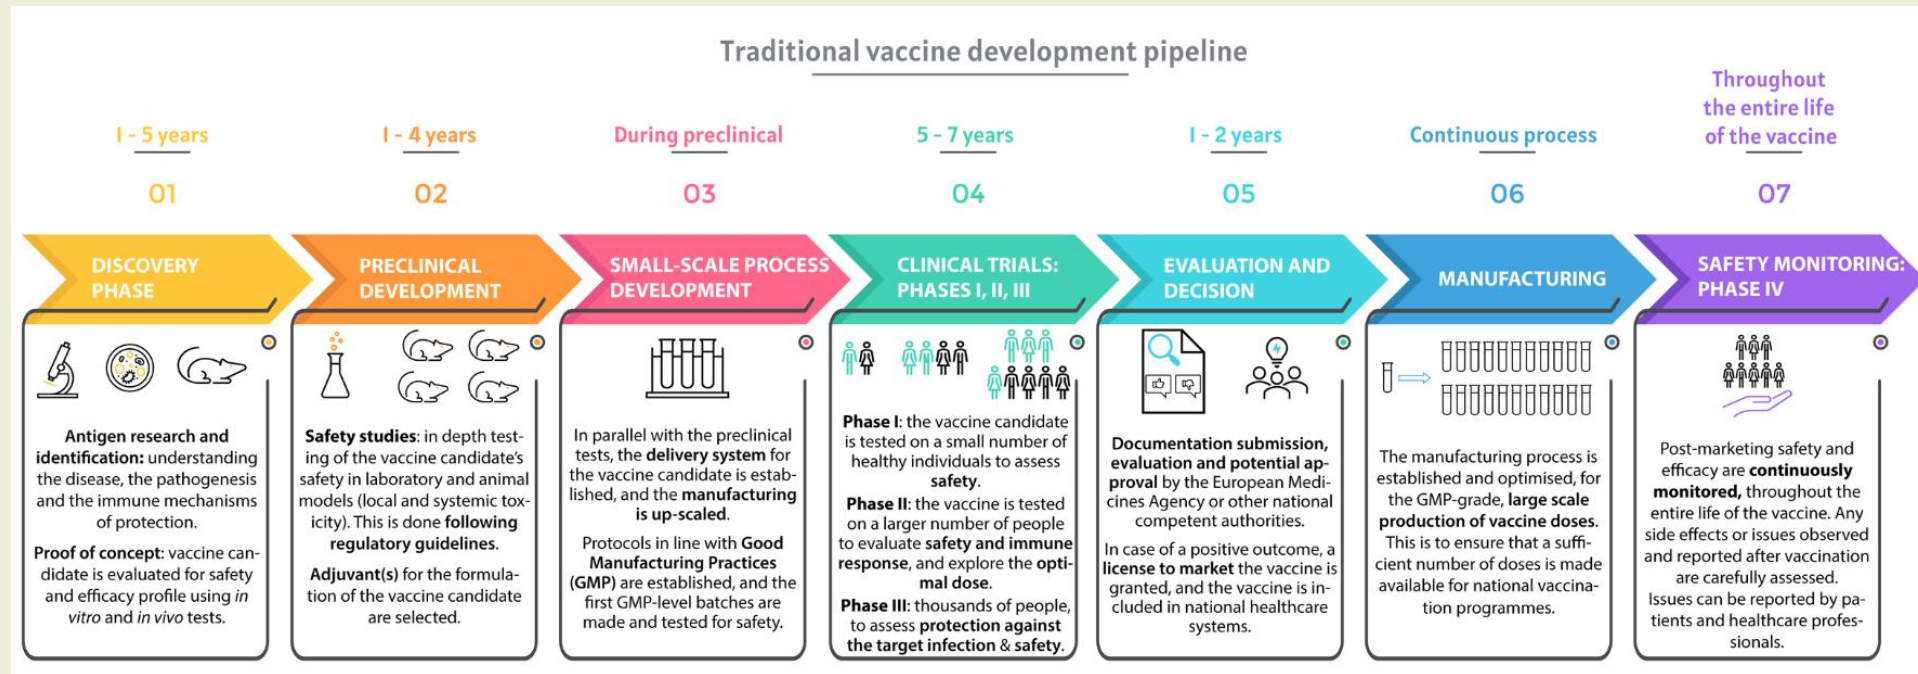 Traditional vaccine development pipeline
1 - 5 years
01
DISCOVERY
PHASE
Antigen research and
identification: understanding
the disease, the pathogenesis
and the immune mechanisms
of protection.
Proof of concept: vaccine can-
didate is evaluated for safety
and efficacy profile using in
vitro and in vivo tests.
1 - 4 years
02
PRECLINICAL
DEVELOPMENT
Safety studies: in depth test-
ing of the vaccine candidate's
safety in laboratory and animal
models (local and systemic tox-
icity). This is done following
regulatory guidelines.
Adjuvant(s) for the formula-
tion of the vaccine candidate
are selected.
During preclinical
03
SMALL-SCALE PROCESS
DEVELOPMENT
In parallel with the preclinical
tests, the delivery system for
the vaccine candidate is estab-
lished, and the manufacturing
is up-scaled.
Protocols in line with Good
Manufacturing Practices
(GMP) are established, and the
first GMP-level batches are
made and tested for safety.
5 - 7 years
04
CLINICAL TRIALS:
PHASES I, II, III
Phase I: the vaccine candidate
is tested on a small number of
healthy individuals to assess
safety.
Phase II: the vaccine is tested
on a larger number of people
to evaluate safety and immune
response, and explore the opti-
mal dose.
Phase III: thousands of people,
to assess protection against
the target infection & safety.
1 - 2 years
05
EVALUATION AND
DECISION
Documentation submission,
evaluation and potential ap-
proval by the European Medi-
cines Agency or other national
competent authorities.
In case of a positive outcome, a
license to market the vaccine is
granted, and the vaccine is in-
cluded in national healthcare
systems.
Continuous process
06
MANUFACTURING
The manufacturing process is
established and optimised, for
the GMP-grade, large scale
production of vaccine doses.
This is to ensure that a suffi-
cient number of doses is made
available for national vaccina-
tion programmes.
Throughout
the entire life
of the vaccine
07
SAFETY MONITORING:
PHASE IV
Post-marketing safety and
efficacy are continuously
monitored, throughout the
entire life of the vaccine. Any
side effects or issues observed
and reported after vaccination
are carefully assessed.
Issues can be reported by pa-
tients and healthcare profes-
sionals.